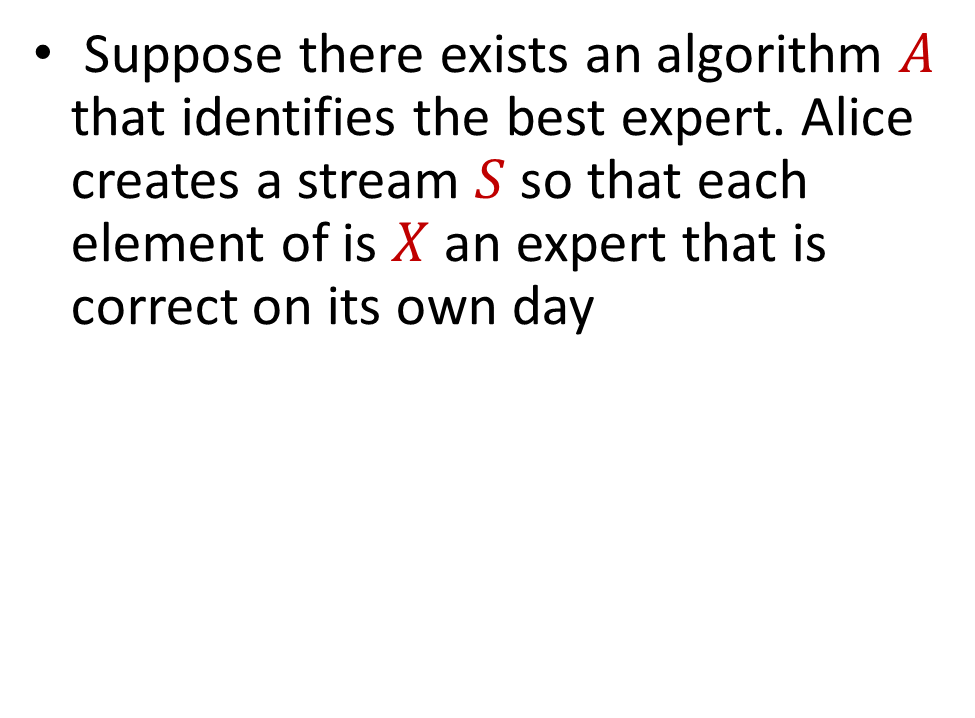 • Suppose there exists an algorithm A
that identifies the best expert. Alice
creates a stream S so that each
element of is X an expert that is
correct on its own day